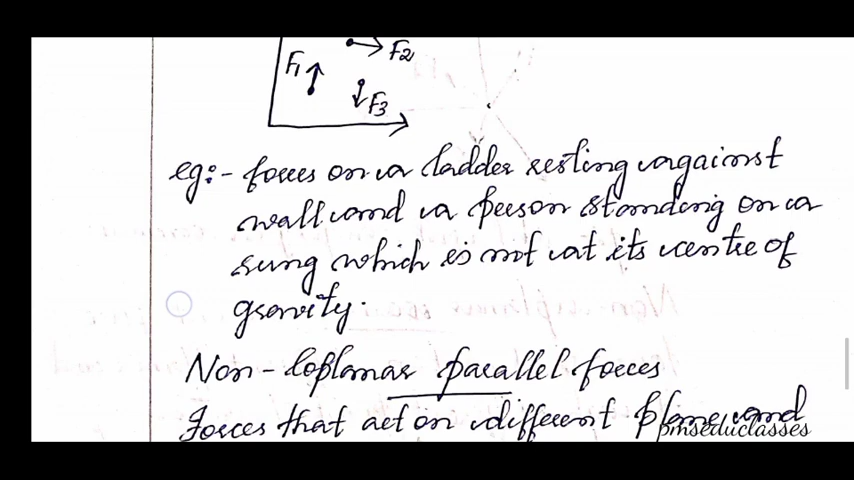 F1
F2
F3
eg:- forces on a ladder resting against
wall and a person standing on a
rung which is not at its centre of
gravity.
Non-Coplanar parallel forces
Forces that act on different plane and
pmseduclasses